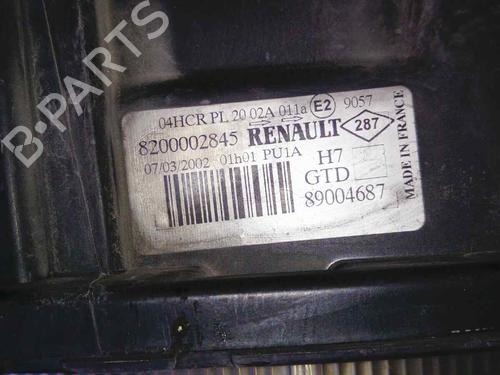 B-PARTS
04HCR PL 20 02A 011a E2 9057
8200002845 RENAULT 287
07/03/2002 01h01 PU1A H7
GTD
89004687
MADE IN FRANCE